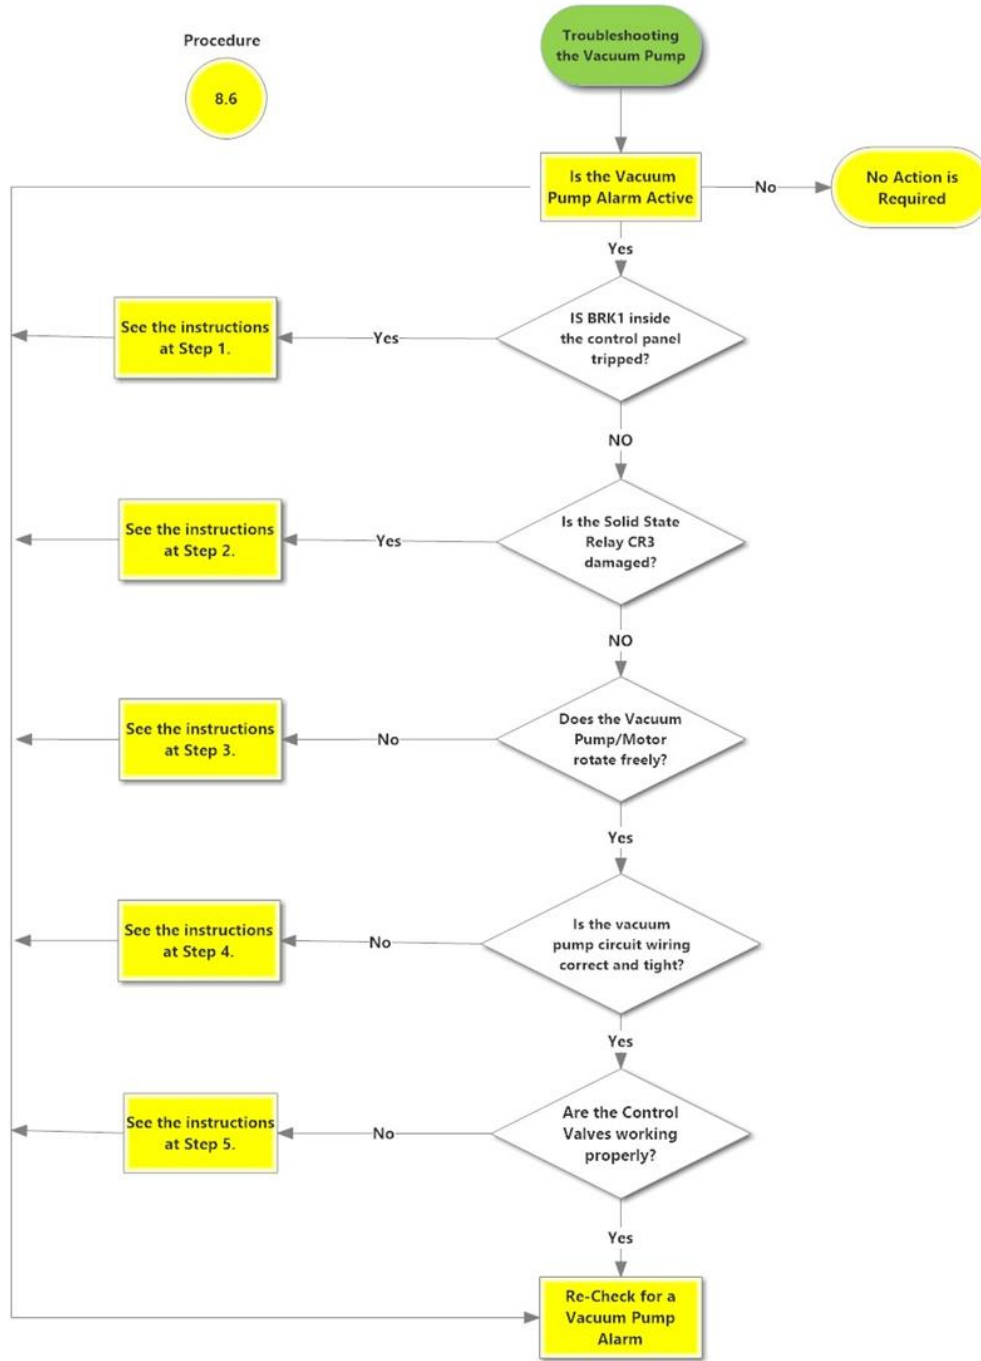 Procedure
8.6
Troubleshooting
the Vacuum Pump
Is the Vacuum
Pump Alarm Active
No
No Action is
Required
Yes
IS BRK1 inside
the control panel
tripped?
Yes
See the instructions
at Step 1.
NO
Is the Solid State
Relay CR3
damaged?
Yes
See the instructions
at Step 2.
NO
Does the Vacuum
Pump/Motor
rotate freely?
No
See the instructions
at Step 3.
Yes
Is the vacuum
pump circuit wiring
correct and tight?
No
See the instructions
at Step 4.
Yes
Are the Control
Valves working
properly?
No
See the instructions
at Step 5.
Yes
Re-Check for a
Vacuum Pump
Alarm